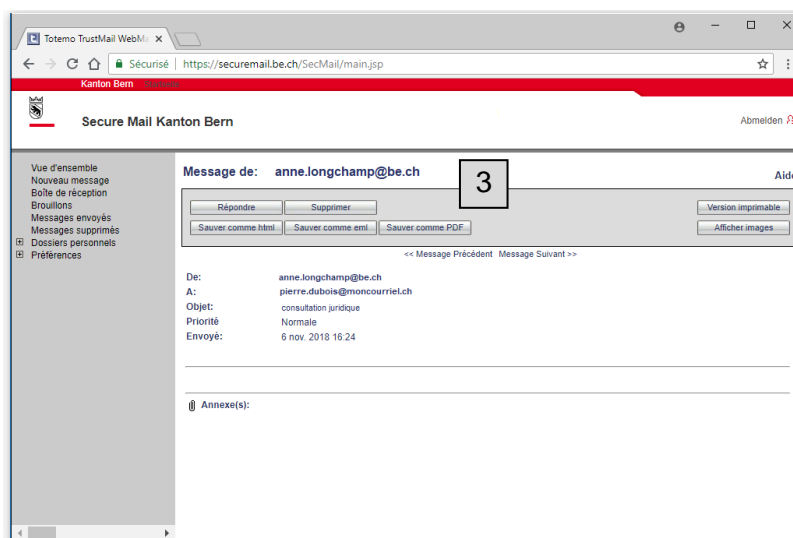 Totemo TrustMail WebMa
Sécurisé https://securemail.be.ch/SecMail/main.jsp
Kanton Bern
Secure Mail Kanton Bern
Abmelden
Vue d'ensemble
Nouveau message
Boîte de réception
Brouillons
Messages envoyés
Messages supprimés
Dossiers personnels
Préférences
Message de: anne.longchamp@be.ch
3
Aide
Répondre Supprimer Version imprimable
Sauver comme html Sauver comme eml Sauver comme PDF Afficher images
<< Message Précédent Message Suivant >>
De: anne.longchamp@be.ch
A: pierre.dubois@moncourriel.ch
Objet: consultation juridique
Priorité Normale
Envoyé: 6 nov. 2018 16:24
Annexe(s):